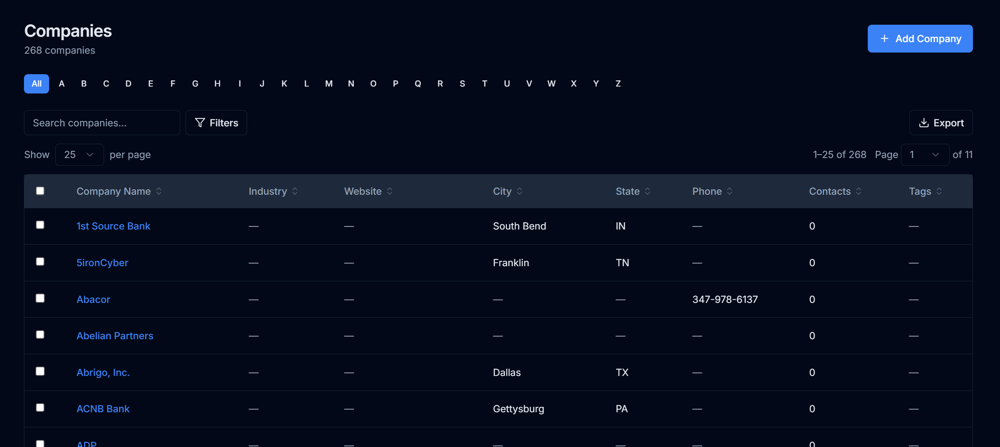 Companies
268 companies
+ Add Company
All A B C D E F G H I J K L M N O P Q R S T U V W X Y Z
Search companies...
Filters
Export
Show 25 per page
1–25 of 268 Page 1 of 11
Company Name Industry Website City State Phone Contacts Tags
1st Source Bank — — South Bend IN — 0 —
5ironCyber — — Franklin TN — 0 —
Abacor — — — — 347-978-6137 0 —
Abelian Partners — — — — — 0 —
Abrigo, Inc. — — Dallas TX — 0 —
ACNB Bank — — Gettysburg PA — 0 —
ADP — — — — — 0 —